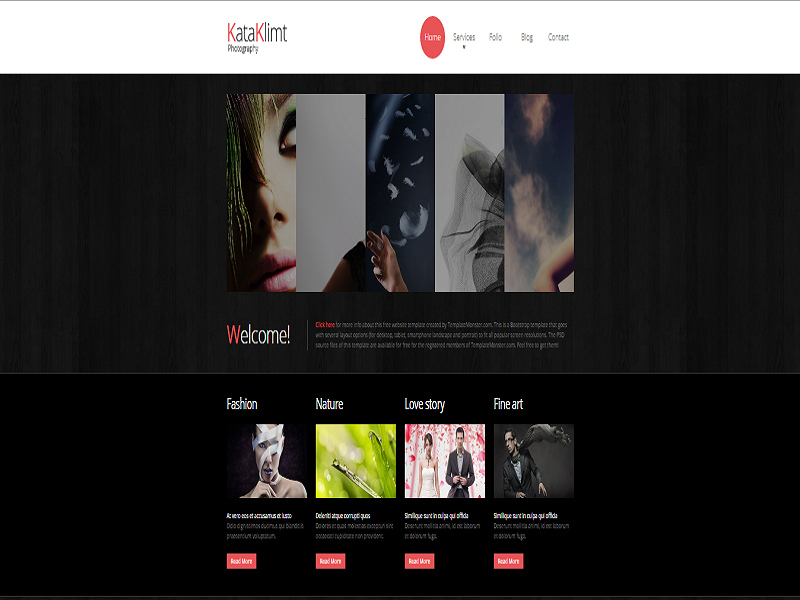 KataKlimt
Photography
Home Services Folio Blog Contact
Welcome!
Click here for more info about this free website template created by TemplateMonster.com. This is a Bootstrap template that goes
with several layout options (for desktop, tablet, smartphone landscape and portrait) to fit all popular screen resolutions. The PSD
source files of this template are available for free for the registered members of TemplateMonster.com. Feel free to get them!
Fashion
Nature
Love story
Fine art
At vero eos et accusamus et iusto
Odio dignissimos ducimus qui blanditiis
praesentium voluptatum.
Read More
Deleniti atque corrupti quos
Dolores et quas molestias excepturi sint
occaecati cupiditate non provident.
Read More
Similique sunt in culpa qui officia
Deserunt mollitia animi, id est laborum
et dolorum fuga.
Read More
Similique sunt in culpa qui officia
Deserunt mollitia animi, id est laborum
et dolorum fuga.
Read More